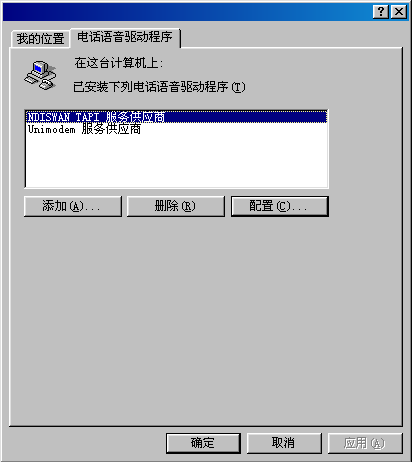 我的位置 电话语音驱动程序
在这台计算机上:
已安装下列电话语音驱动程序(T)
NDISWAN TAPI 服务供应商
Unimodem 服务供应商
添加(A)... 删除(R) 配置(C)...
确定 取消 应用(A)